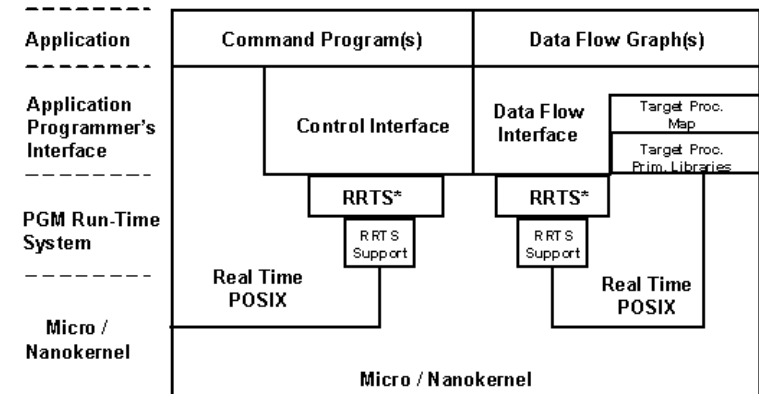 Application
Command Program(s)
Data Flow Graph(s)
Application
Programmer's
Interface
Control Interface
Data Flow
Interface
Target Proc.
Map
Target Proc.
Prim. Libraries
PGM Run-Time
System
RRTS*
RRTS*
RRTS
Support
RRTS
Support
Real Time
POSIX
Real Time
POSIX
Micro /
Nanokernel
Micro / Nanokernel